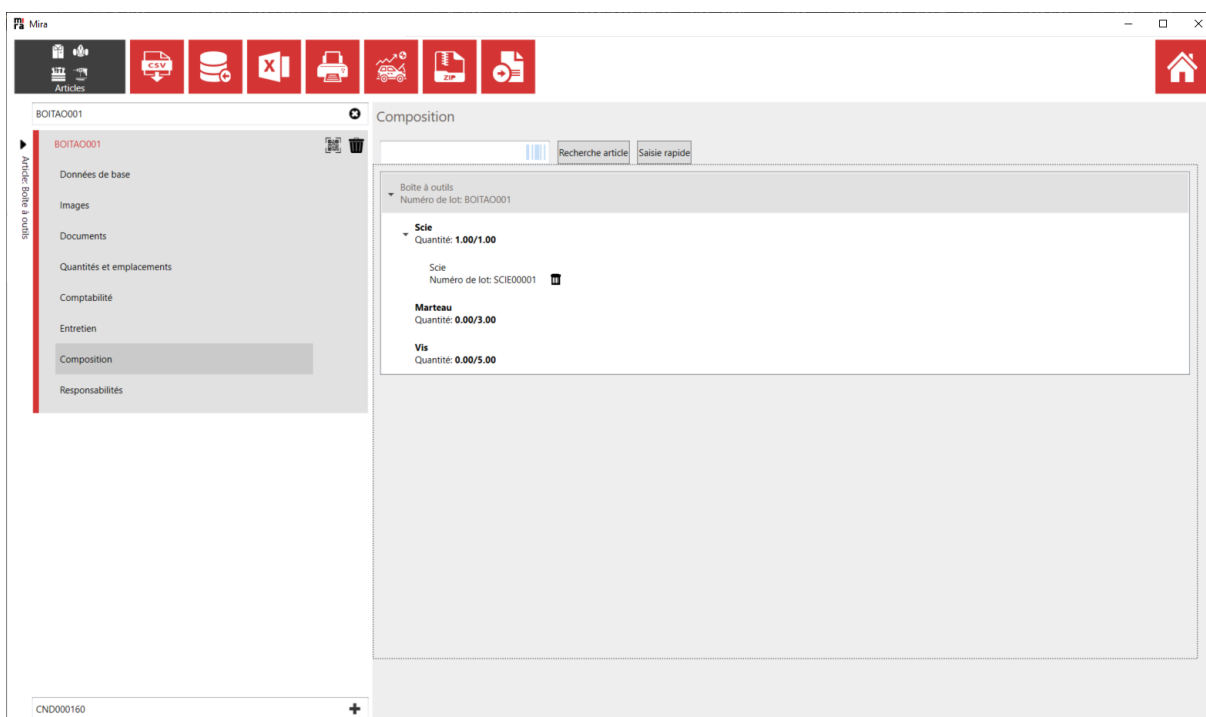 Mira
Articles
CSV
ZIP
BOITAO001
BOITAO001
Données de base
Images
Documents
Quantités et emplacements
Comptabilité
Entretien
Composition
Responsabilités
Article: Boîte à outils
CND000160
Composition
Recherche article
Saisie rapide
Boîte à outils
Numéro de lot: BOITAO001
Scie
Quantité: 1.00/1.00
Scie
Numéro de lot: SCIE00001
Marteau
Quantité: 0.00/3.00
Vis
Quantité: 0.00/5.00